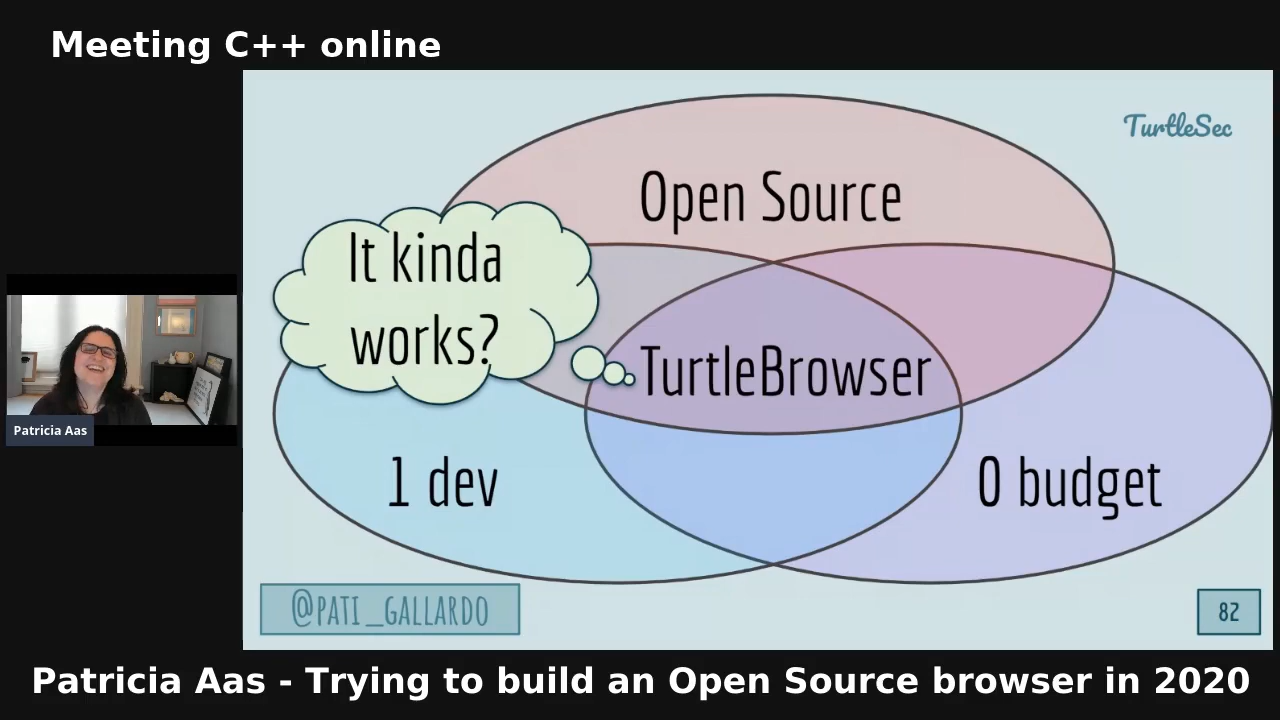 Meeting C++ online
TurtleSec
Open Source
It kinda
works?
TurtleBrowser
1 dev
0 budget
Patricia Aas
@PATI_GALLARDO
82
Patricia Aas - Trying to build an Open Source browser in 2020